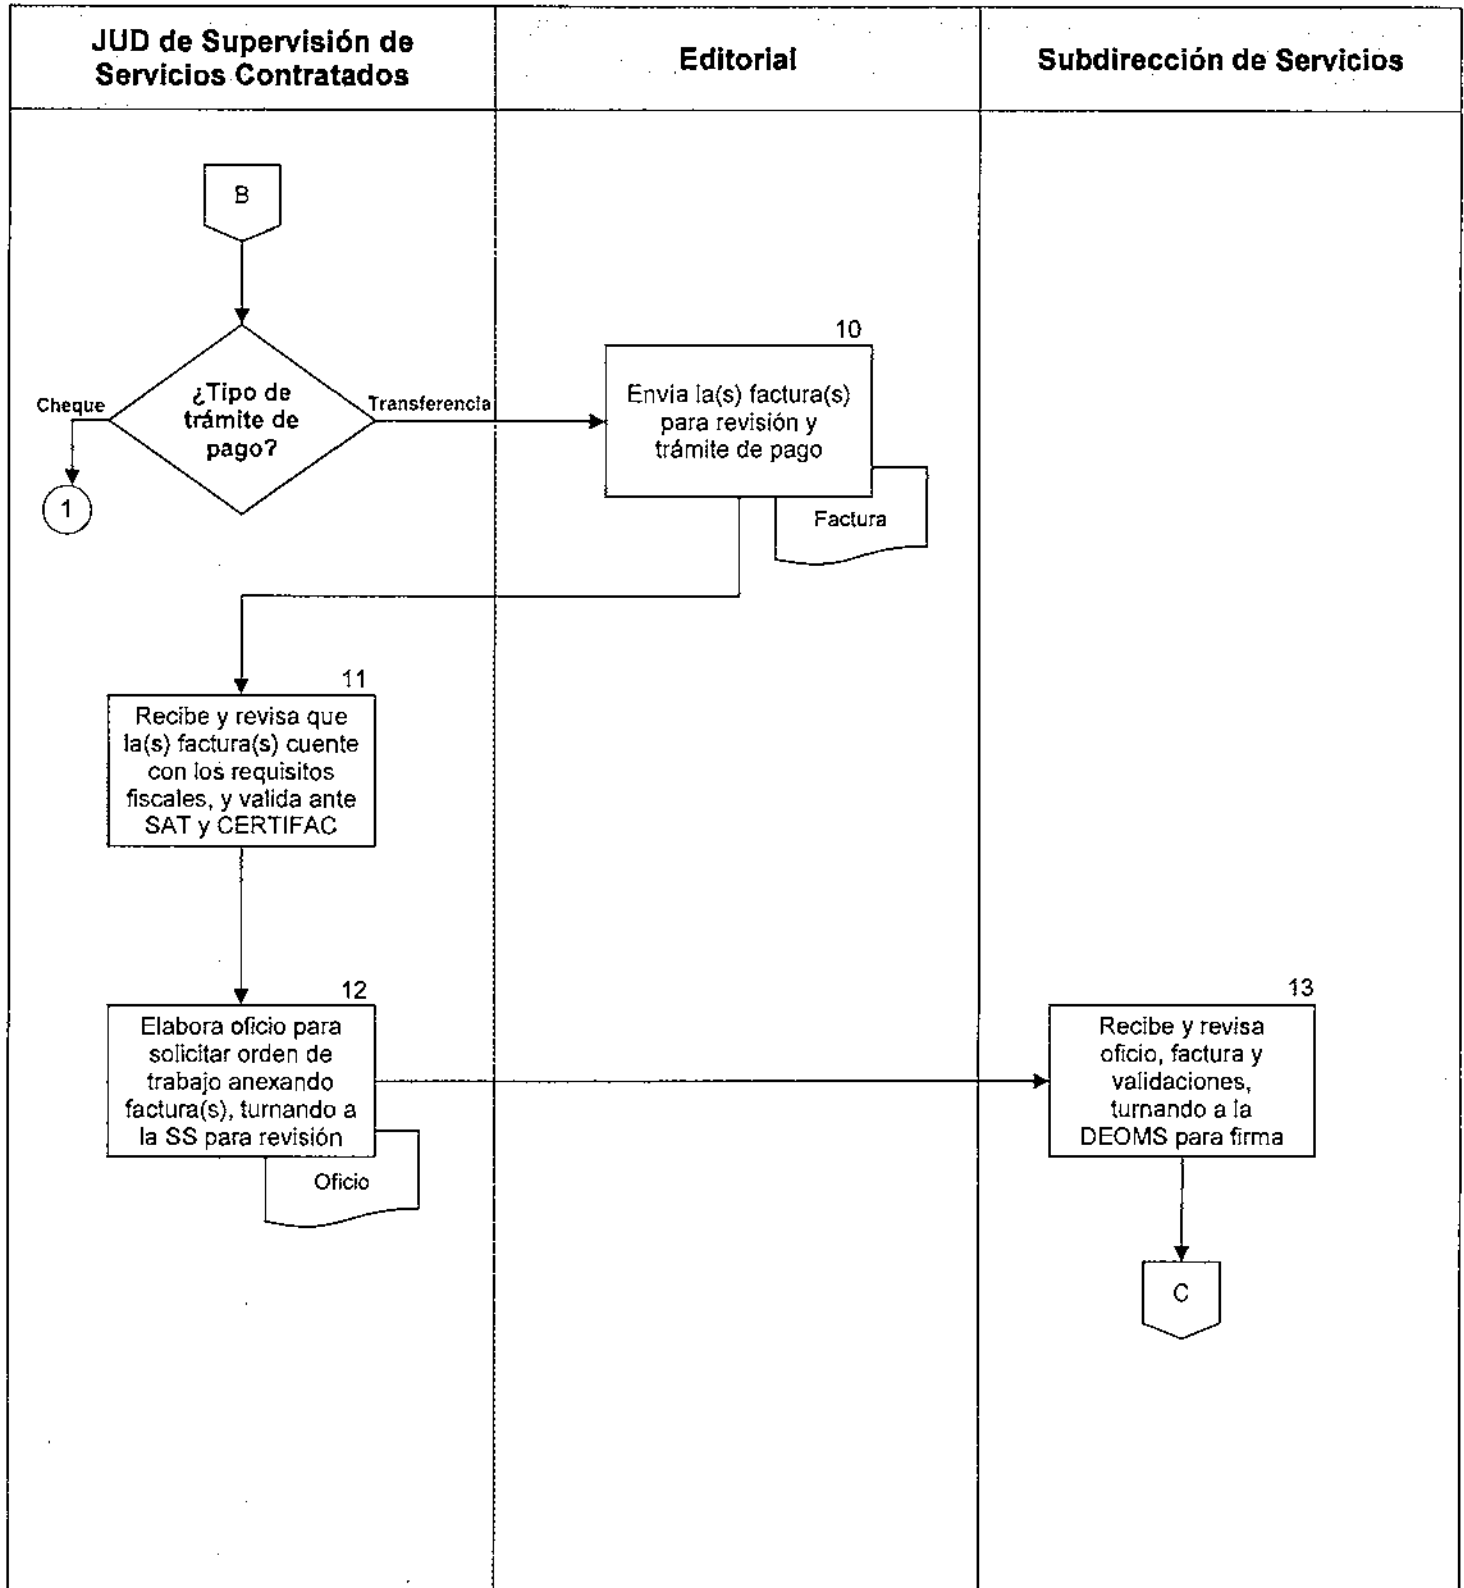 JUD de Supervisión de
Servicios Contratados
Editorial
Subdirección de Servicios
B
¿Tipo de
trámite de
pago?
Cheque
Transferencia
1
10
Envía la(s) factura(s)
para revisión y
trámite de pago
Factura
11
Recibe y revisa que
la(s) factura(s) cuente
con los requisitos
fiscales, y valida ante
SAT y CERTIFAC
12
Elabora oficio para
solicitar orden de
trabajo anexando
factura(s), turnando a
la SS para revisión
Oficio
13
Recibe y revisa
oficio, factura y
validaciones,
turnando a la
DEOMS para firma
C